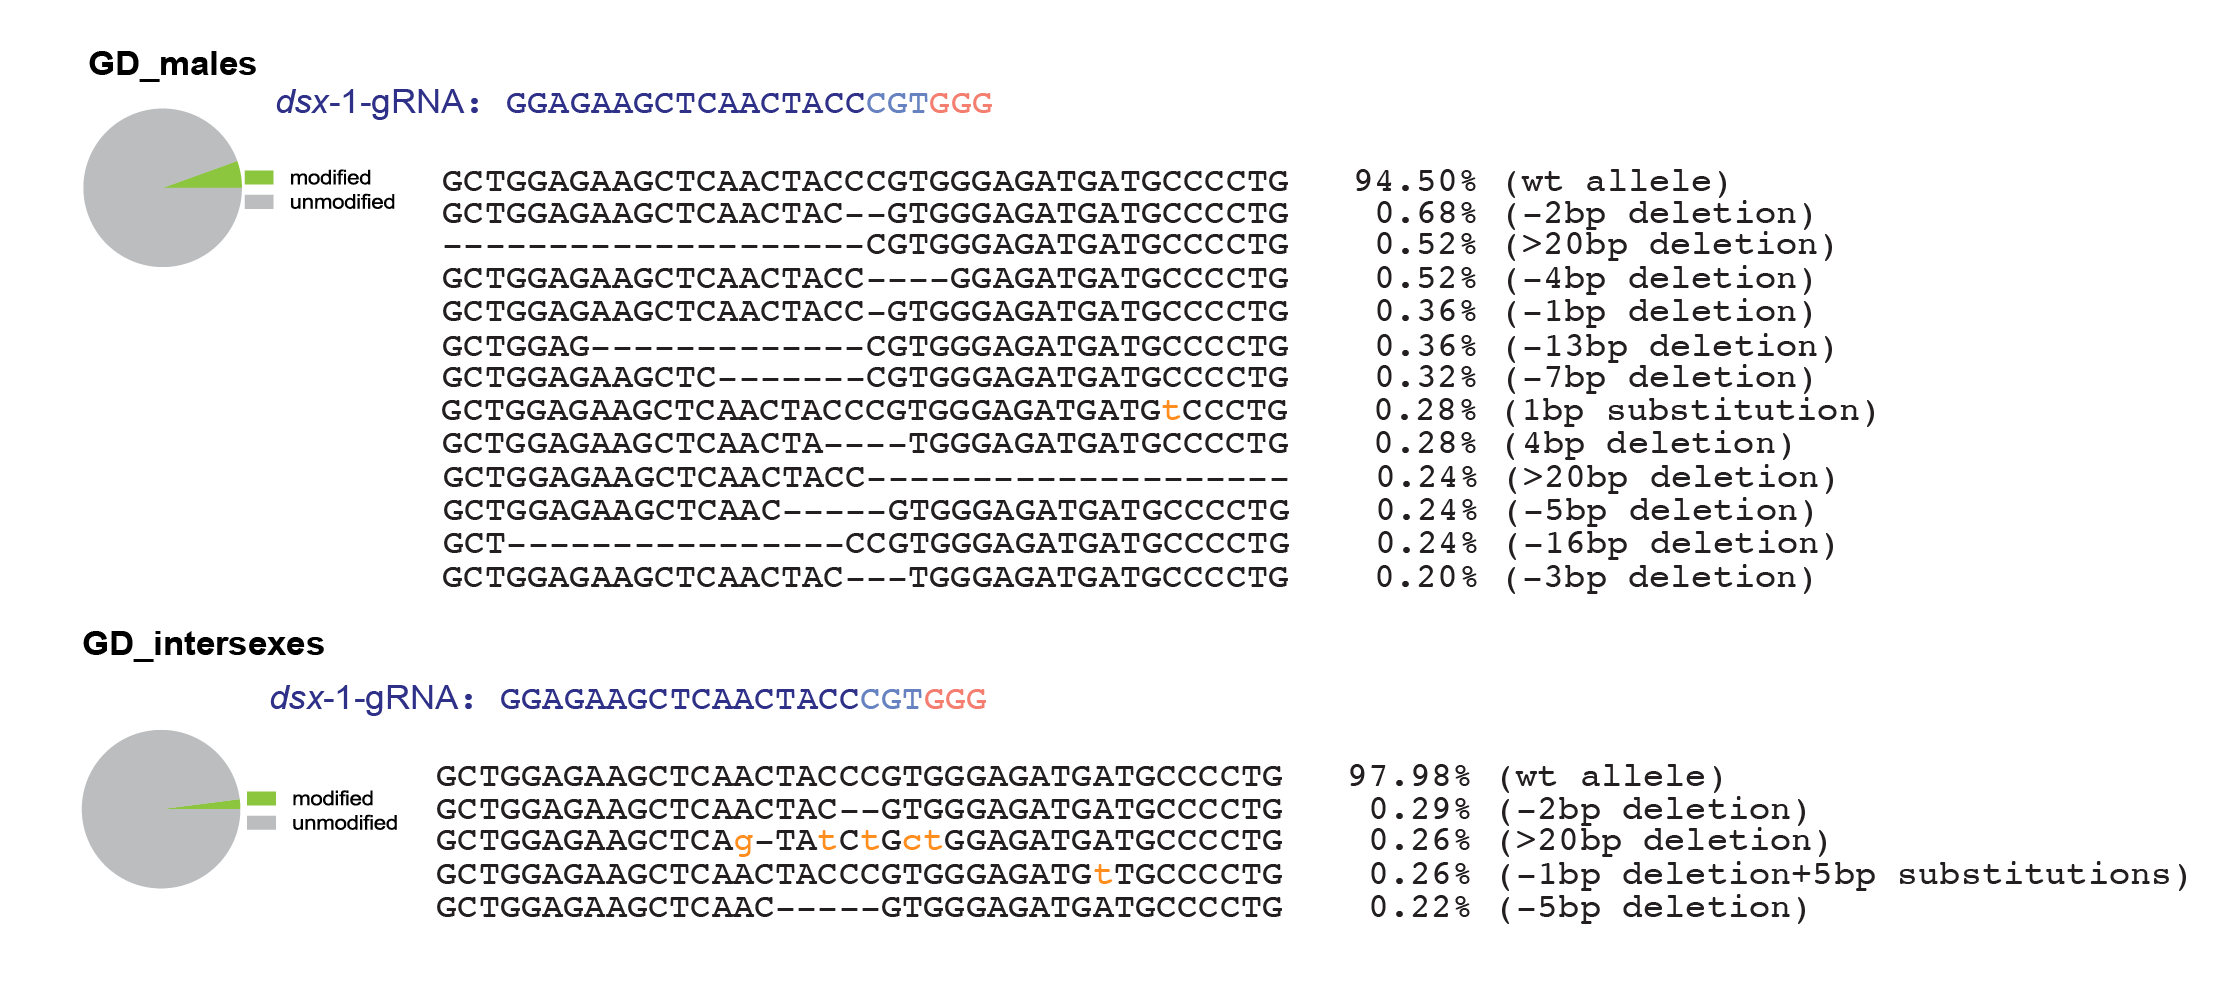 GD_males
dsx-1-gRNA: GGAGAAGCTCAACTACCCGTGGG
modified
unmodified
GCTGGAGAAGCTCAACTACCCGTGGGAGATGATGCCCCTG 94.50% (wt allele)
GCTGGAGAAGCTCAACTAC--GTGGGAGATGATGCCCCTG 0.68% (-2bp deletion)
--------------------CGTGGGAGATGATGCCCCTG 0.52% (>20bp deletion)
GCTGGAGAAGCTCAACTACC----GGAGATGATGCCCCTG 0.52% (-4bp deletion)
GCTGGAGAAGCTCAACTACC-GTGGGAGATGATGCCCCTG 0.36% (-1bp deletion)
GCTGGAG-------------CGTGGGAGATGATGCCCCTG 0.36% (-13bp deletion)
GCTGGAGAAGCTC-------CGTGGGAGATGATGCCCCTG 0.32% (-7bp deletion)
GCTGGAGAAGCTCAACTACCCGTGGGAGATGATGtCCCTG 0.28% (1bp substitution)
GCTGGAGAAGCTCAACTA----TGGGAGATGATGCCCCTG 0.28% (4bp deletion)
GCTGGAGAAGCTCAACTACC-------------------- 0.24% (>20bp deletion)
GCTGGAGAAGCTCAAC-----GTGGGAGATGATGCCCCTG 0.24% (-5bp deletion)
GCT----------------CCGTGGGAGATGATGCCCCTG 0.24% (-16bp deletion)
GCTGGAGAAGCTCAACTAC---TGGGAGATGATGCCCCTG 0.20% (-3bp deletion)
GD_intersexes
dsx-1-gRNA: GGAGAAGCTCAACTACCCGTGGG
modified
unmodified
GCTGGAGAAGCTCAACTACCCGTGGGAGATGATGCCCCTG 97.98% (wt allele)
GCTGGAGAAGCTCAACTAC--GTGGGAGATGATGCCCCTG 0.29% (-2bp deletion)
GCTGGAGAAGCTCAg-TAtCtGctGGAGATGATGCCCCTG 0.26% (>20bp deletion)
GCTGGAGAAGCTCAACTACCCGTGGGAGATGtTGCCCCTG 0.26% (-1bp deletion+5bp substitutions)
GCTGGAGAAGCTCAAC-----GTGGGAGATGATGCCCCTG 0.22% (-5bp deletion)